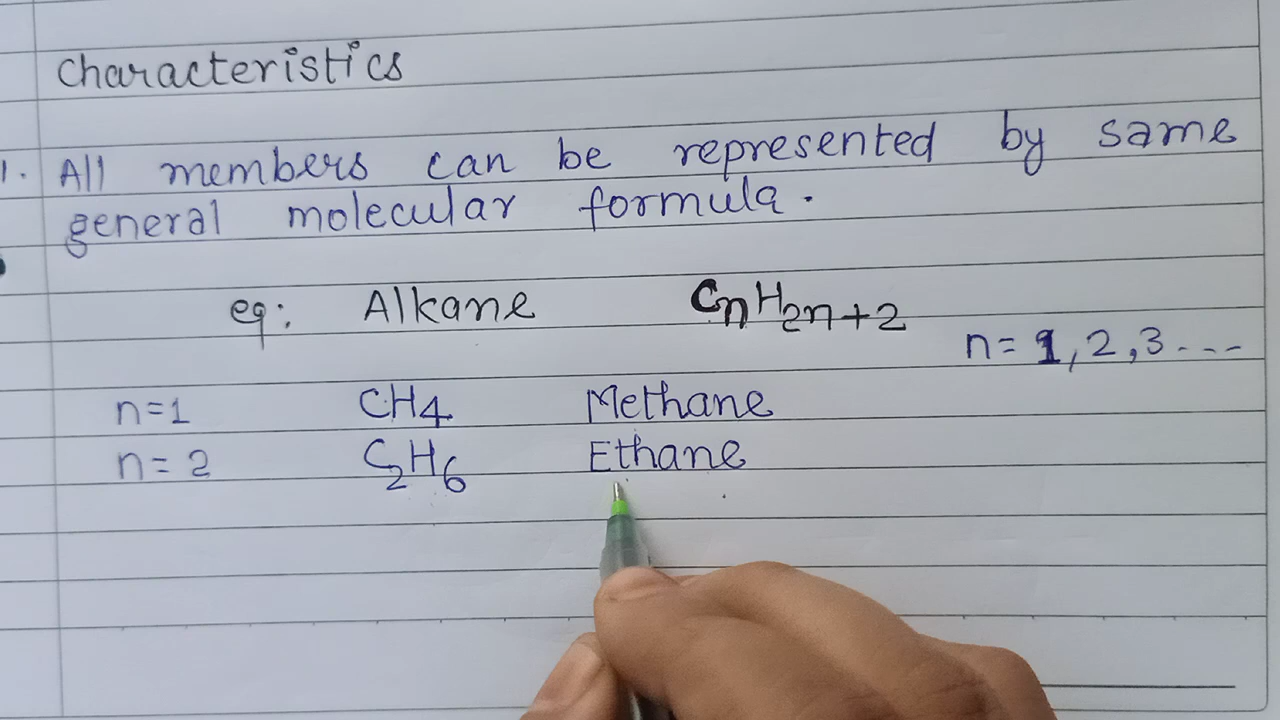 Characteristics
1. All members can be represented by same
general molecular formula.
eg: Alkane CnH2n+2
n= 1, 2, 3 ---
n=1 CH4 Methane
n= 2 C2H6 Ethane